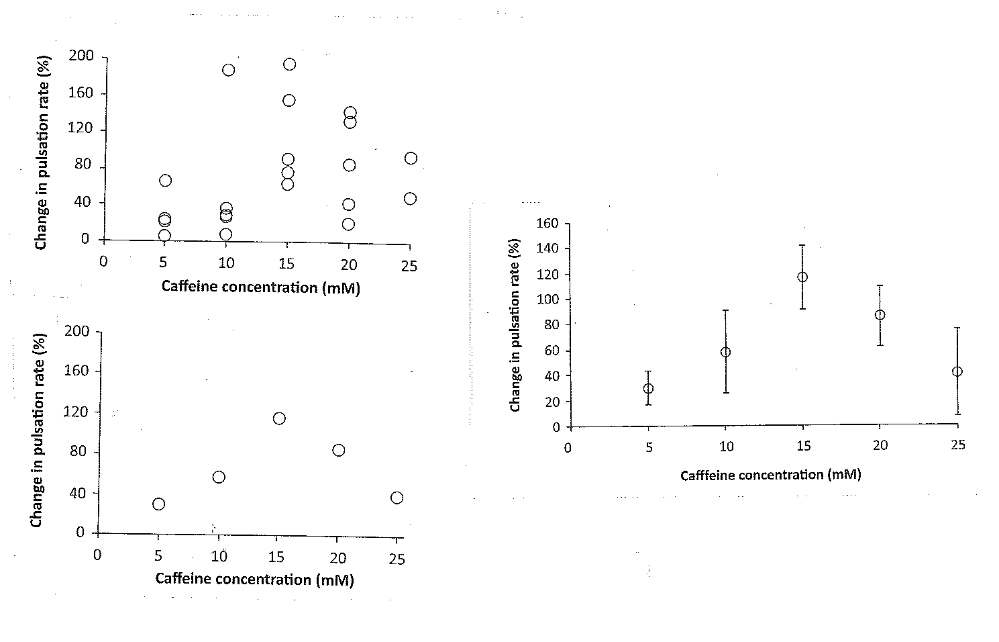 Change in pulsation rate (%)
200
160
120
80
40
0
0 5 10 15 20 25
Caffeine concentration (mM)
Change in pulsation rate (%)
200
160
120
80
40
0
0 5 10 15 20 25
Caffeine concentration (mM)
Change in pulsation rate (%)
160
140
120
100
80
60
40
20
0
0 5 10 15 20 25
Cafffeine concentration (mM)